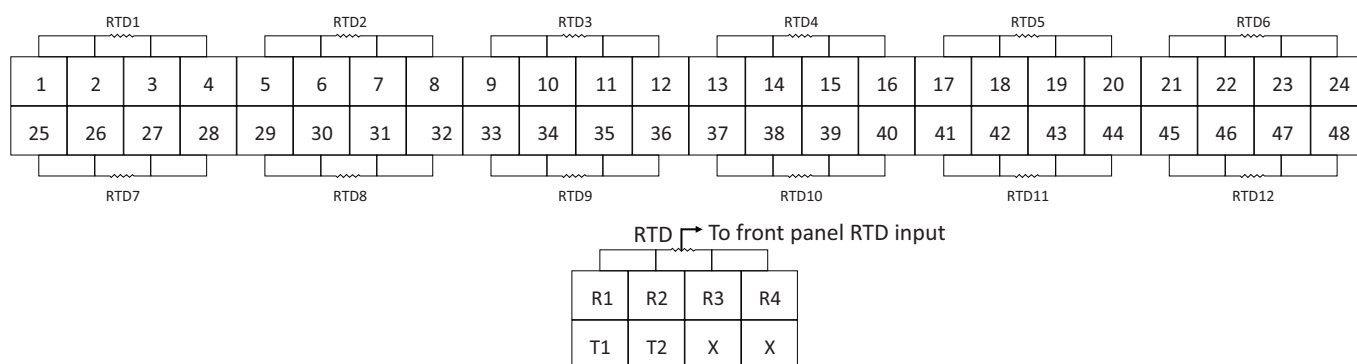 RTD1 RTD2 RTD3 RTD4 RTD5 RTD6
1 2 3 4 5 6 7 8 9 10 11 12 13 14 15 16 17 18 19 20 21 22 23 24
25 26 27 28 29 30 31 32 33 34 35 36 37 38 39 40 41 42 43 44 45 46 47 48
RTD7 RTD8 RTD9 RTD10 RTD11 RTD12
RTD To front panel RTD input
R1 R2 R3 R4
T1 T2 X X